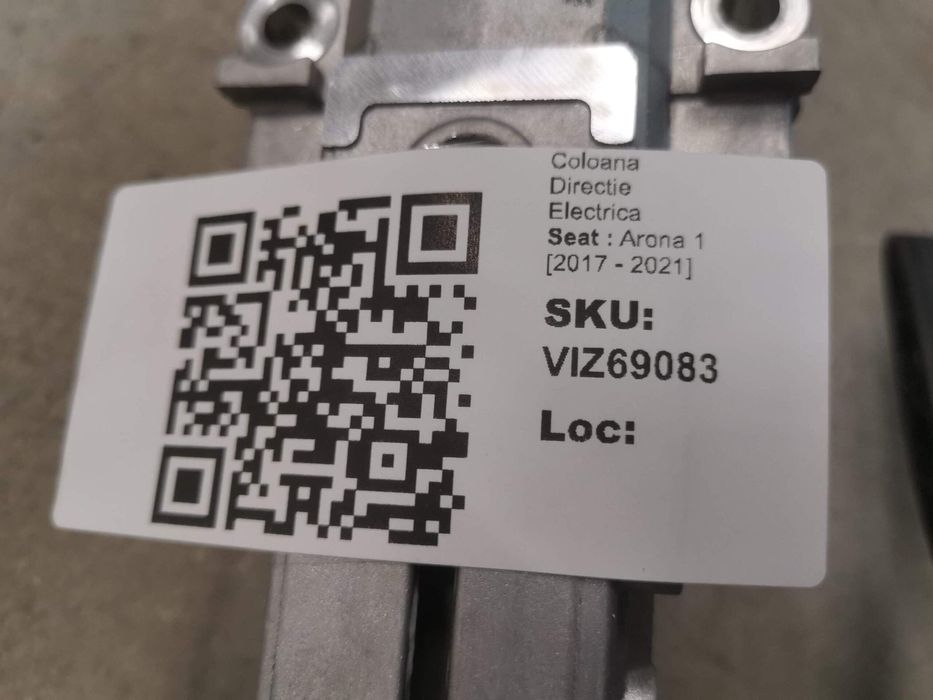 Coloana
Directie
Electrica
Seat : Arona 1
[2017 - 2021]
SKU:
VIZ69083
Loc: